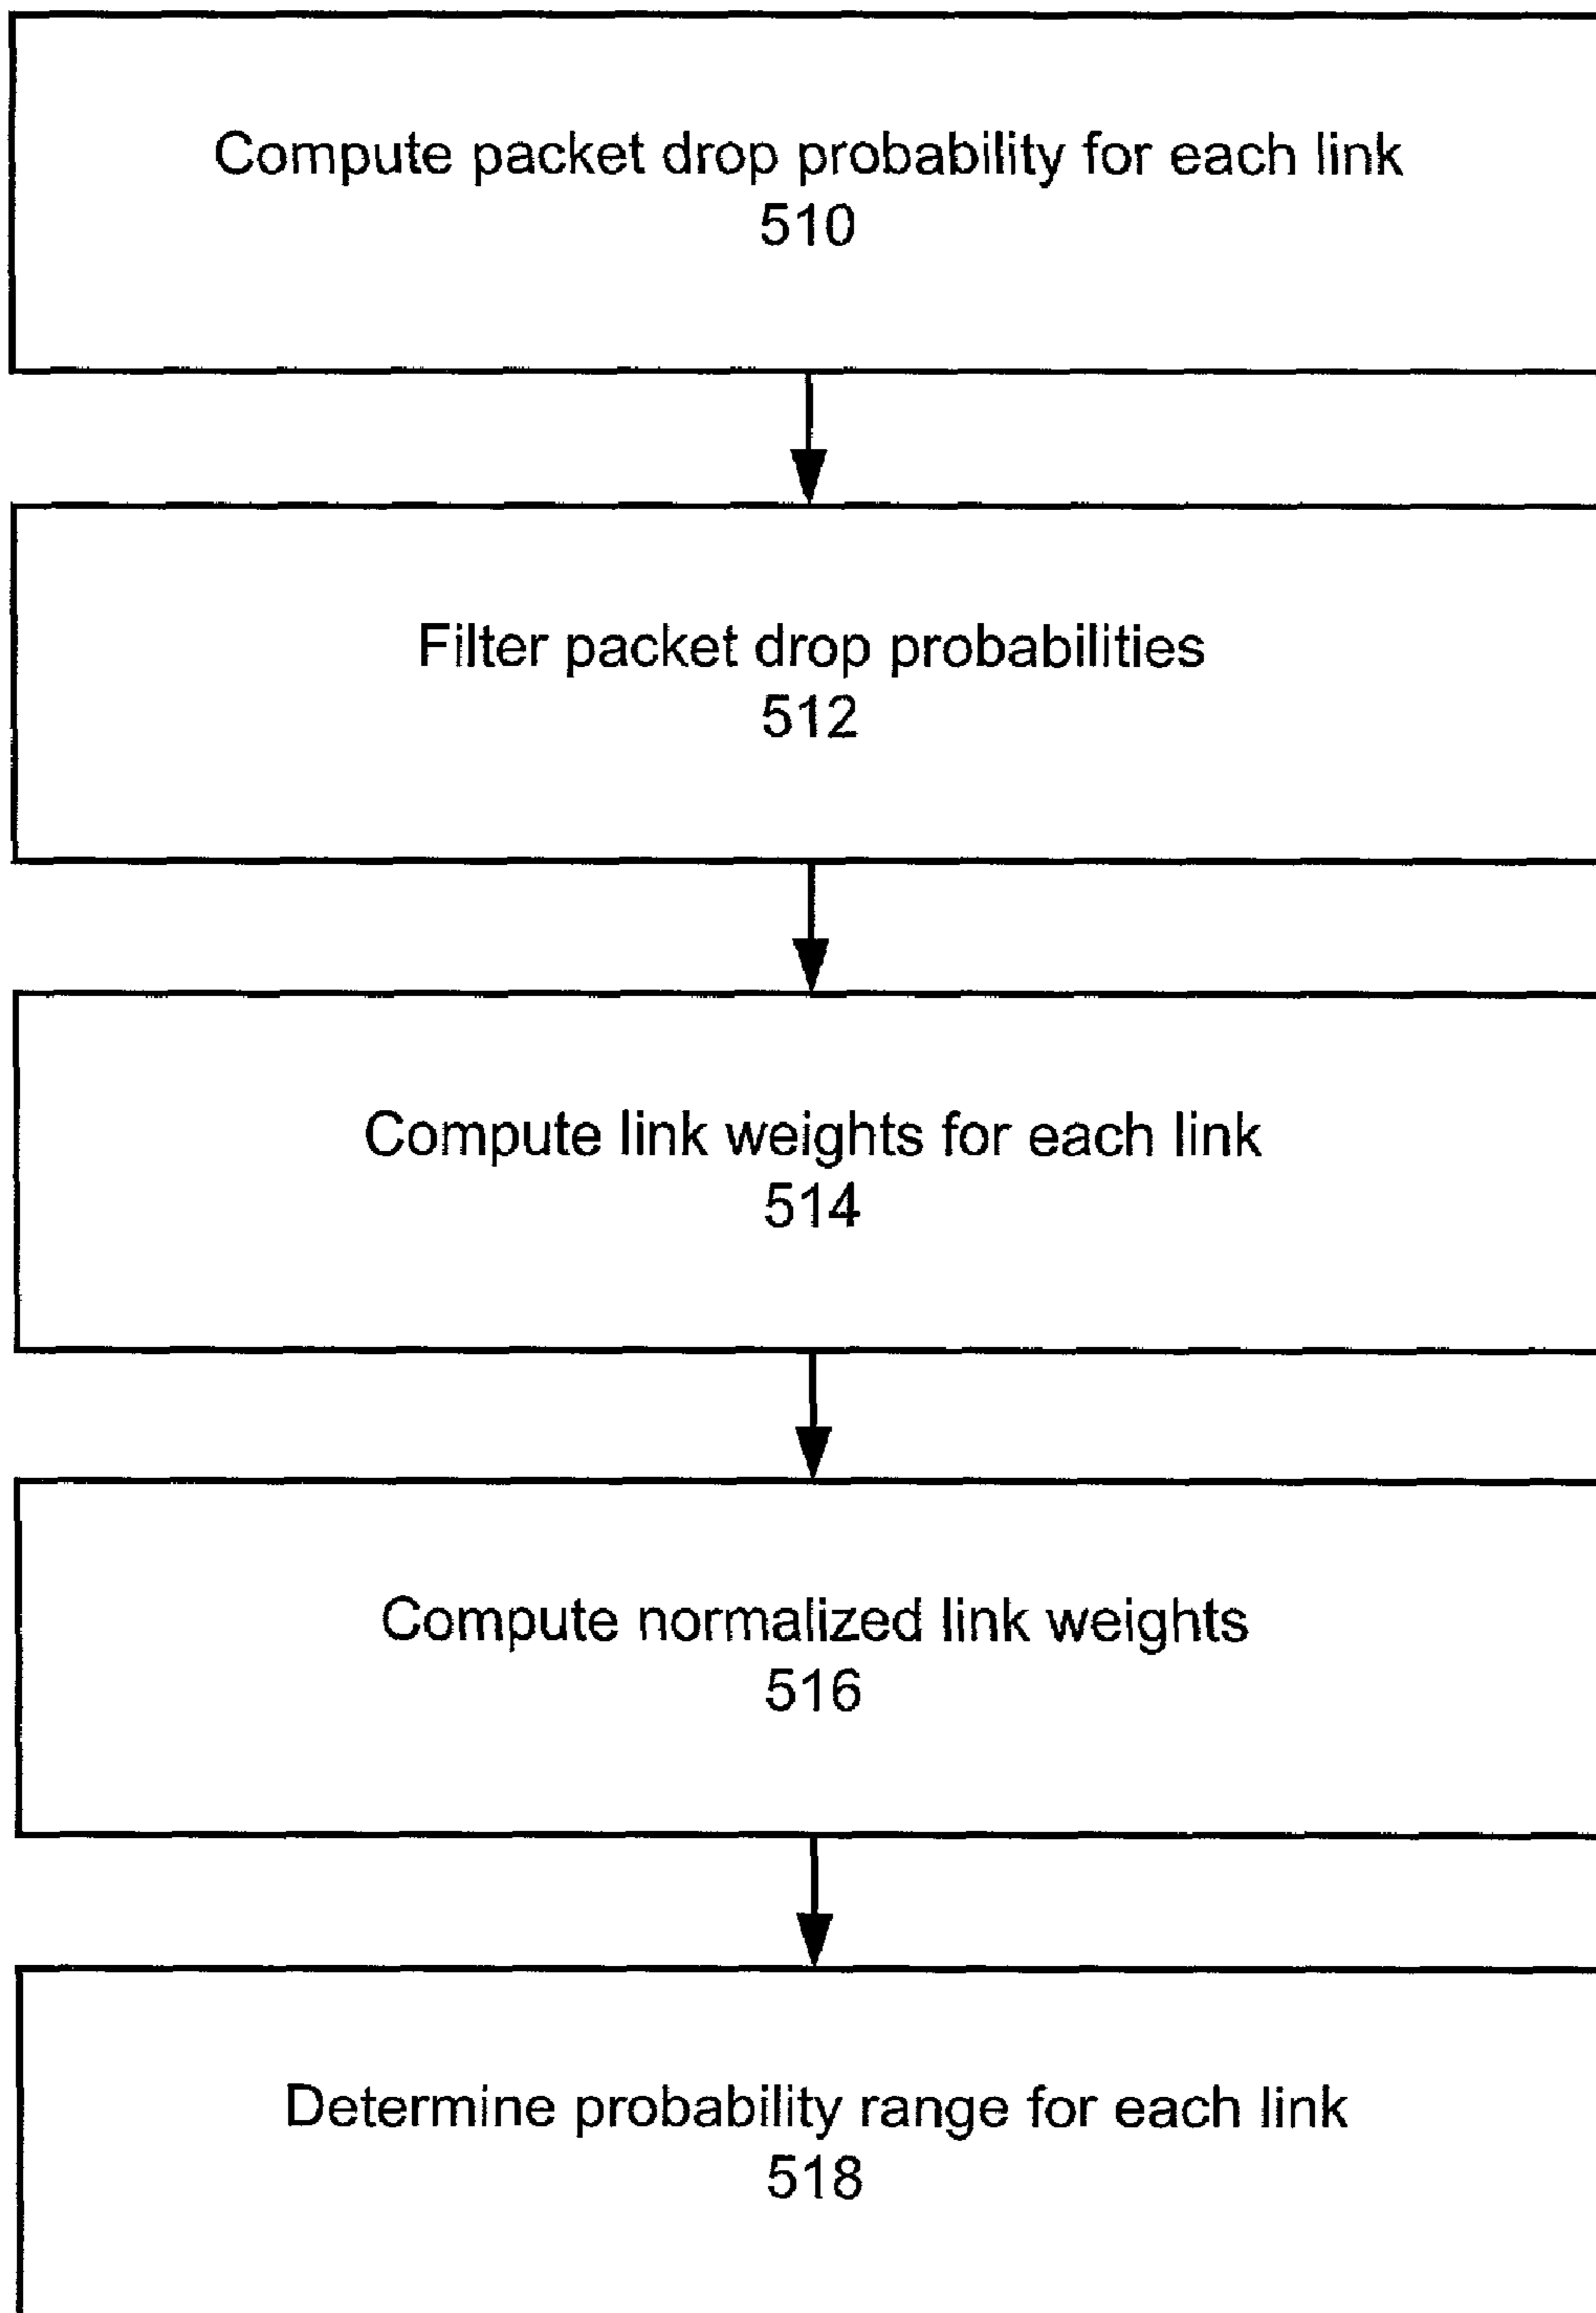 Compute packet drop probability for each link
510
Filter packet drop probabilities
512
Compute link weights for each link
514
Compute normalized link weights
516
Determine probability range for each link
518